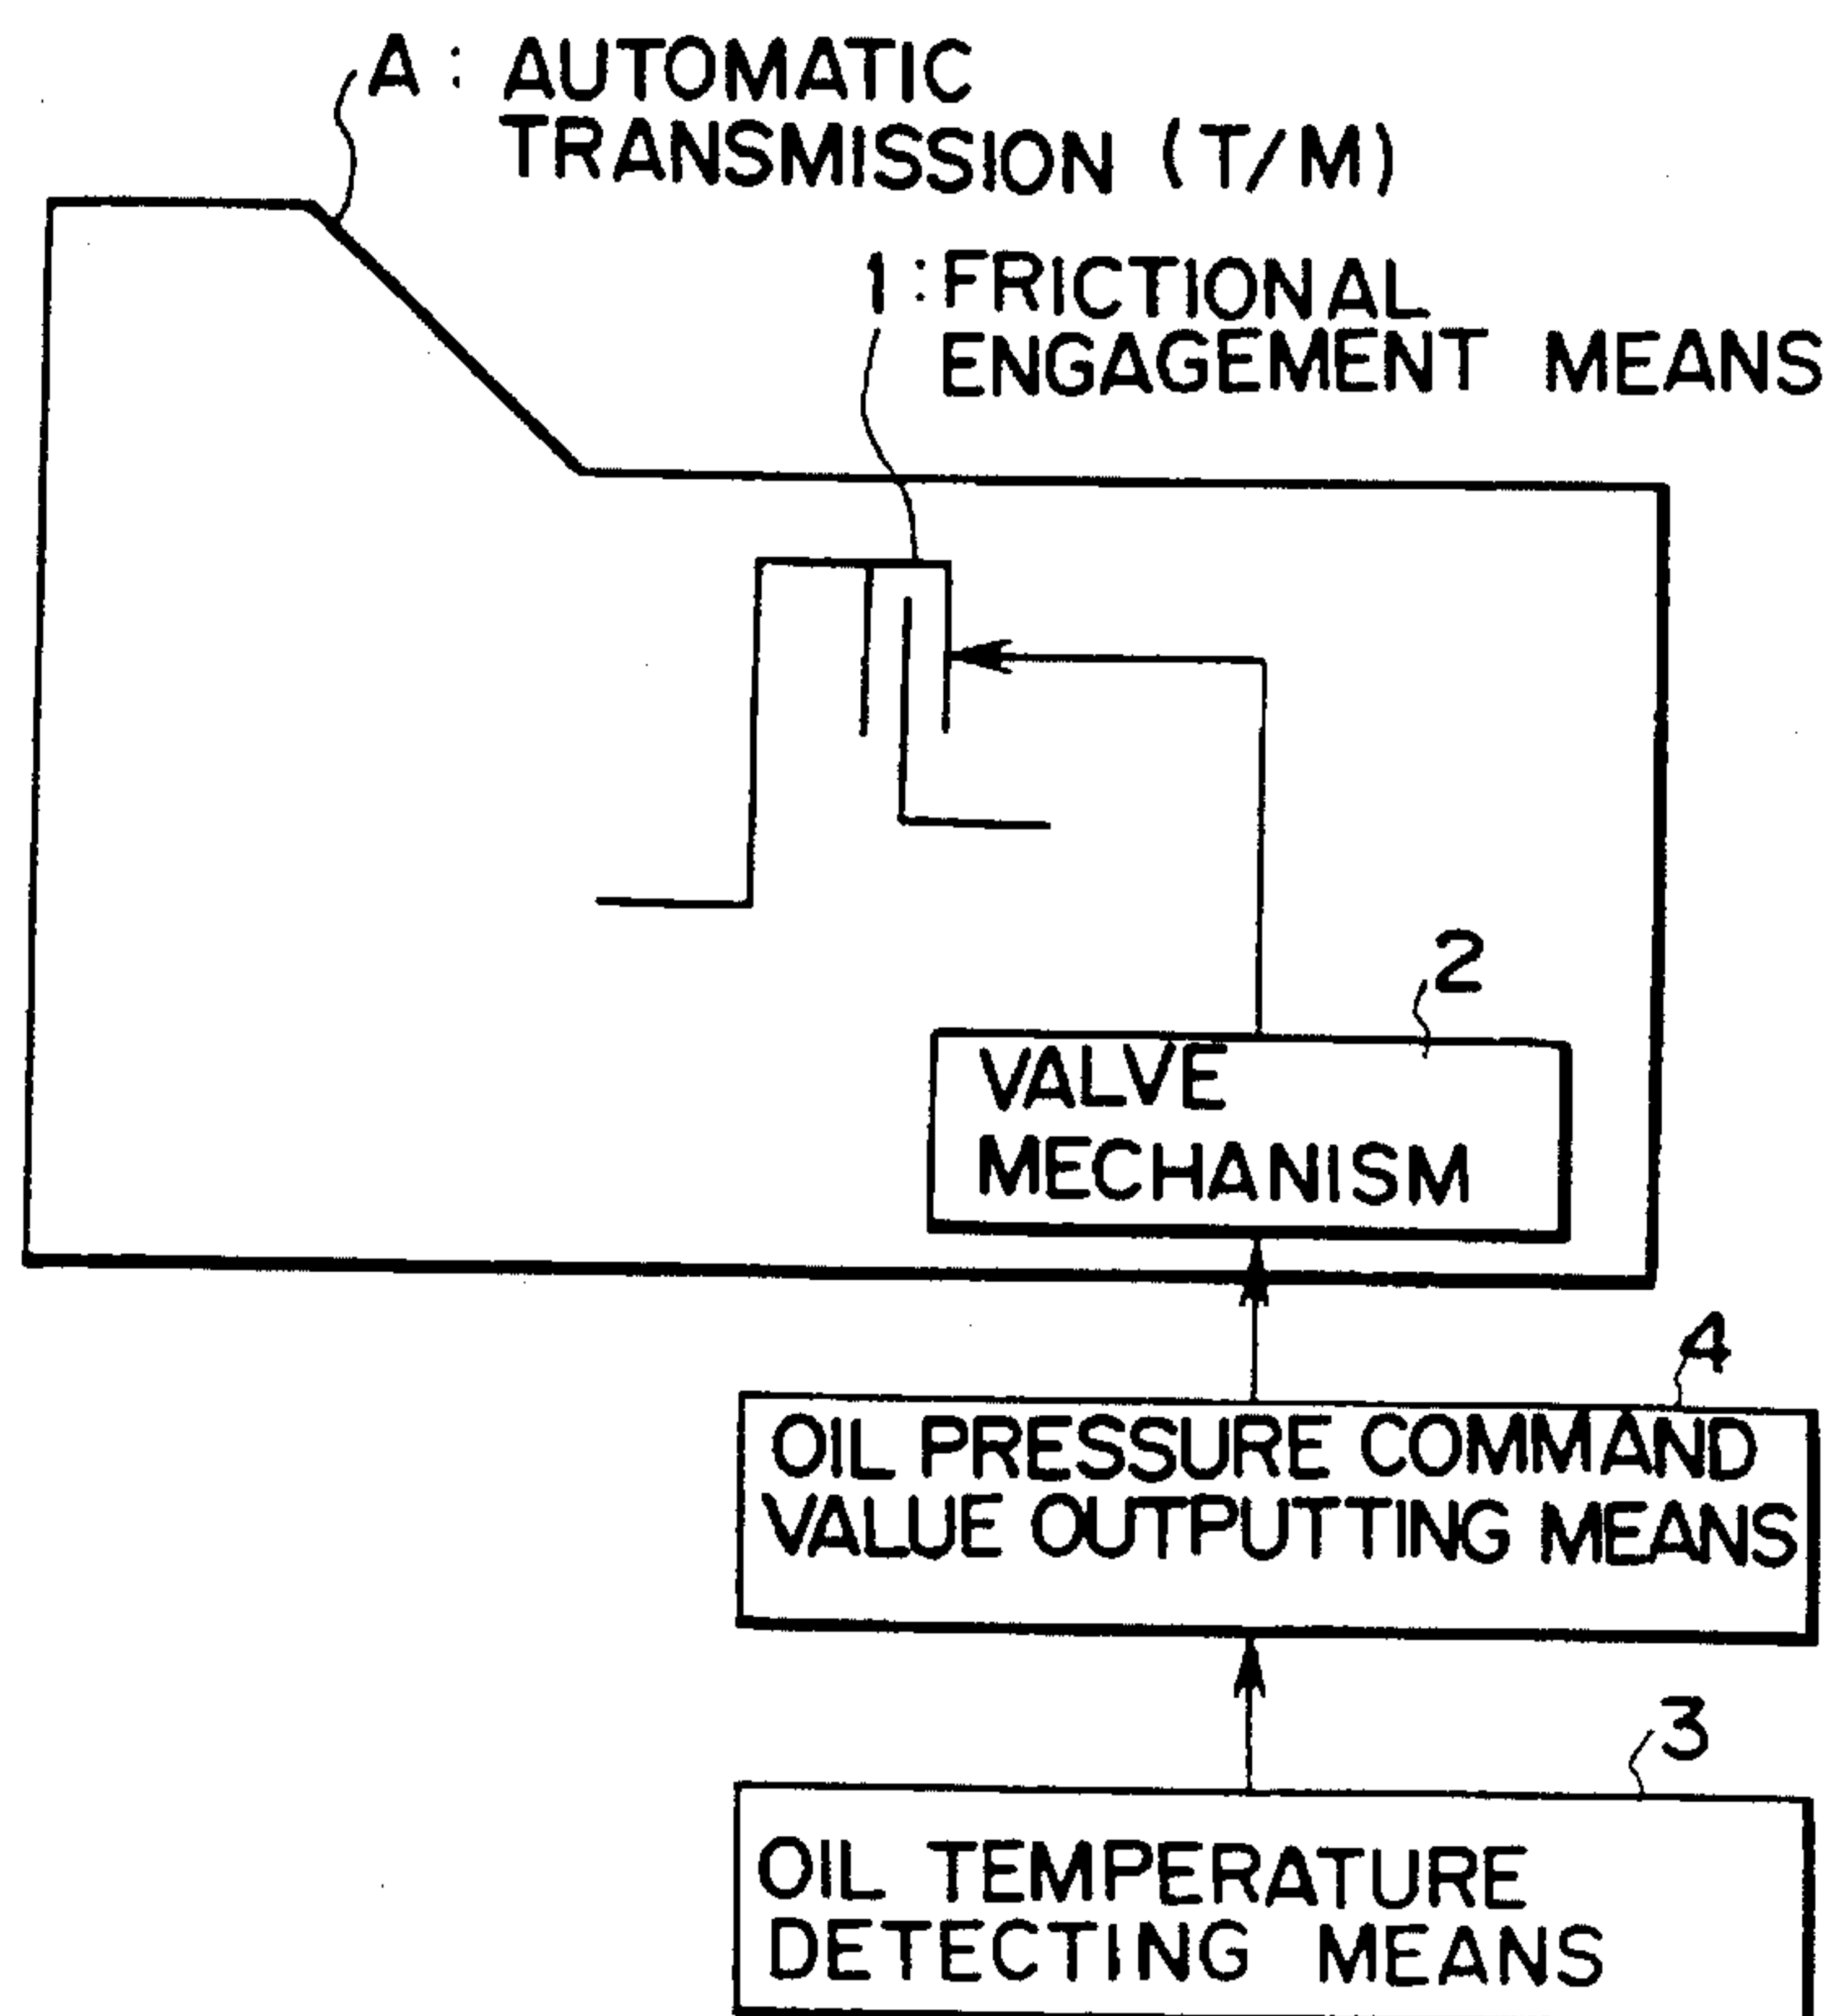 A: AUTOMATIC
TRANSMISSION (T/M)
1:FRICTIONAL
ENGAGEMENT MEANS
2
VALVE
MECHANISM
4
OIL PRESSURE COMMAND
VALUE OUTPUTTING MEANS
3
OIL TEMPERATURE
DETECTING MEANS